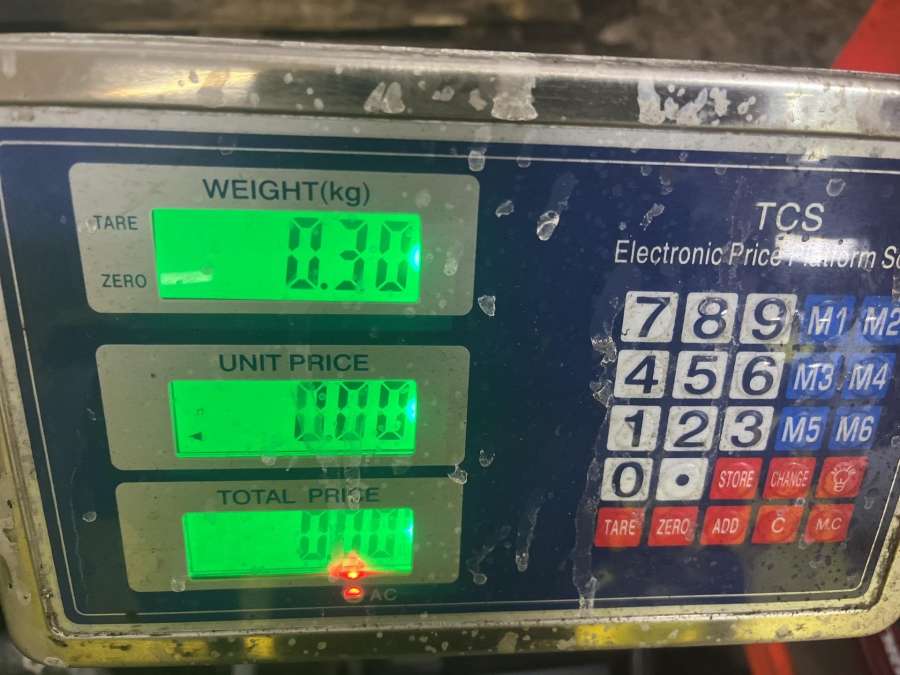 WEIGHT(kg)
TARE
0.30
ZERO
TCS
Electronic Price Platform
UNIT PRICE
0.00
TOTAL PRICE
0.00
AC
7 8 9 M1 M2
4 5 6 M3 M4
1 2 3 M5 M6
0 . STORE CHANGE
TARE ZERO ADD C M.C